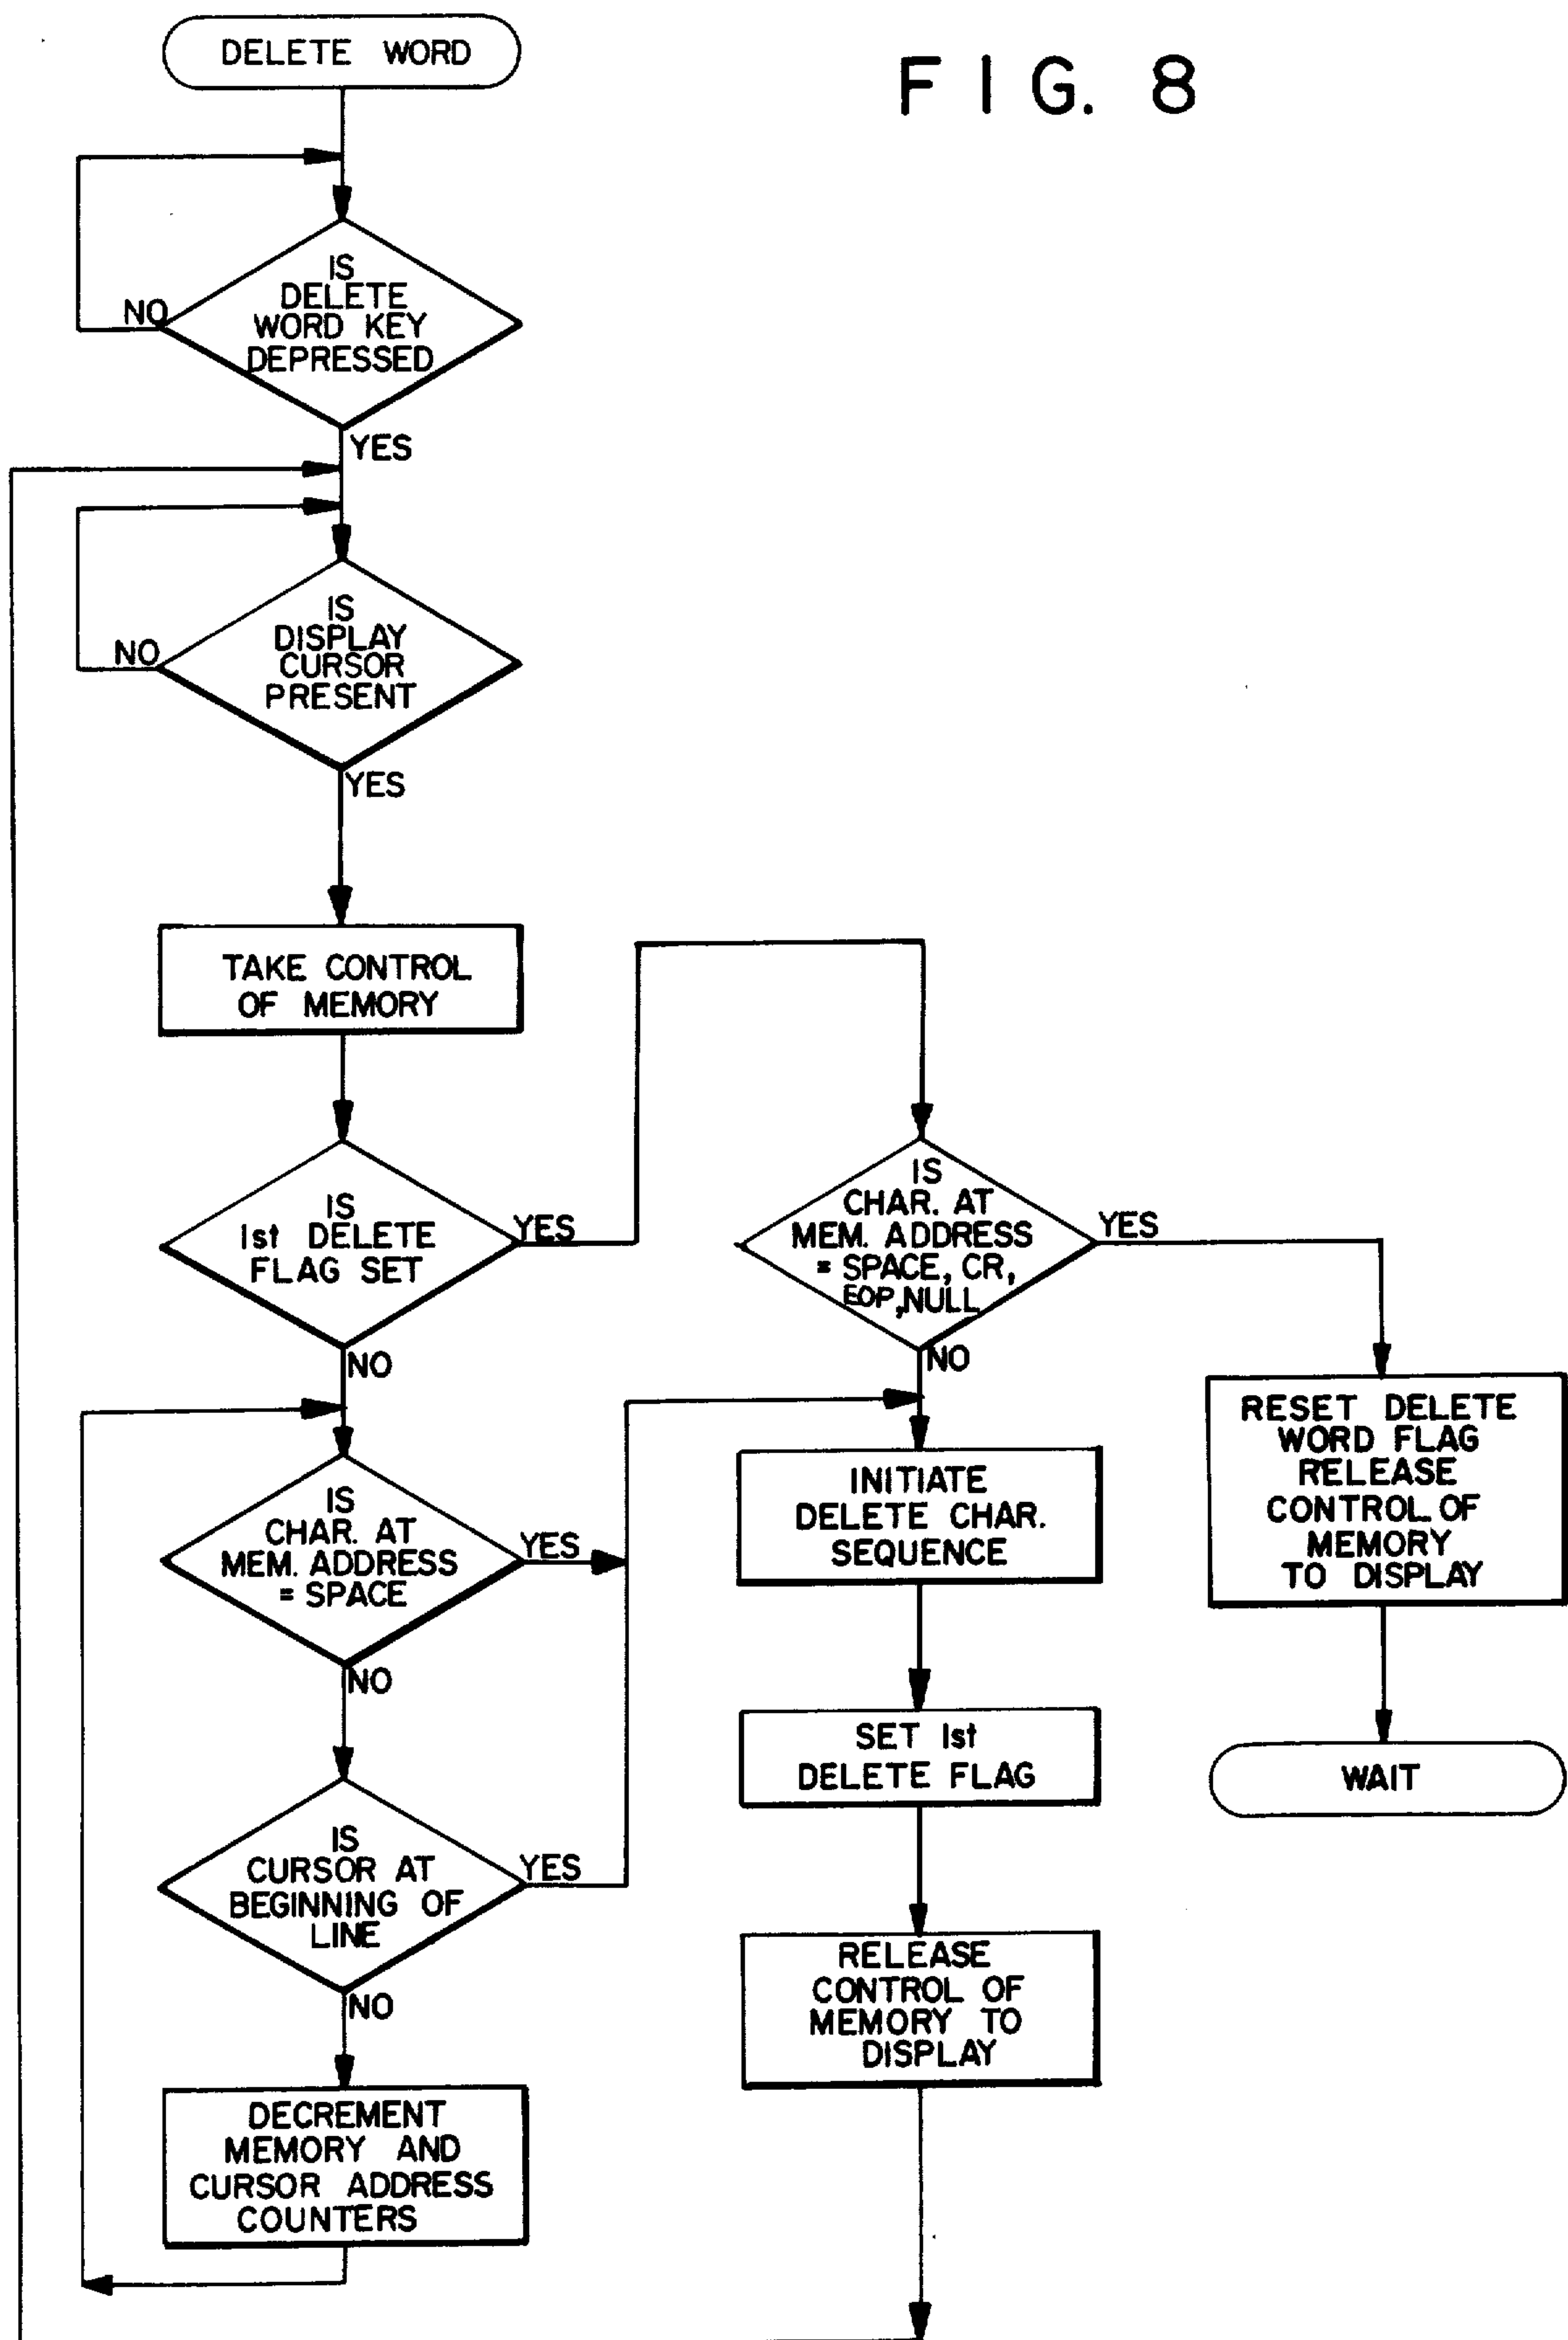 DELETE WORD
FIG. 8
IS
DELETE
WORD KEY
DEPRESSED
NO
YES
IS
DISPLAY
CURSOR
PRESENT
NO
YES
TAKE CONTROL
OF MEMORY
IS
1st DELETE
FLAG SET
YES
NO
IS
CHAR. AT
MEM. ADDRESS
= SPACE
YES
NO
IS
CURSOR AT
BEGINNING OF
LINE
YES
NO
DECREMENT
MEMORY AND
CURSOR ADDRESS
COUNTERS
IS
CHAR. AT
MEM. ADDRESS
= SPACE, CR,
EOP, NULL
YES
NO
INITIATE
DELETE CHAR.
SEQUENCE
SET 1st
DELETE FLAG
RELEASE
CONTROL OF
MEMORY TO
DISPLAY
RESET DELETE
WORD FLAG
RELEASE
CONTROL OF
MEMORY
TO DISPLAY
WAIT